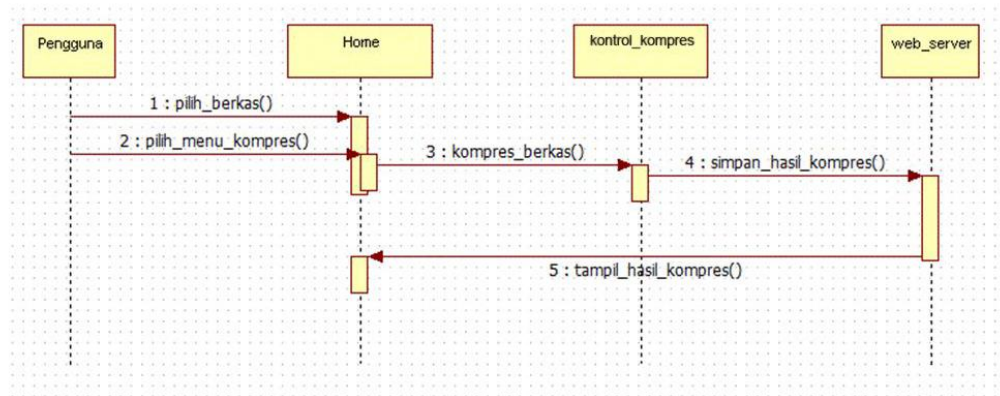 Pengguna
Home
kontrol_kompres
web_server
1 : pilih_berkas()
2 : pilih_menu_kompres()
3 : kompres_berkas()
4 : simpan_hasil_kompres()
5 : tampil_hasil_kompres()